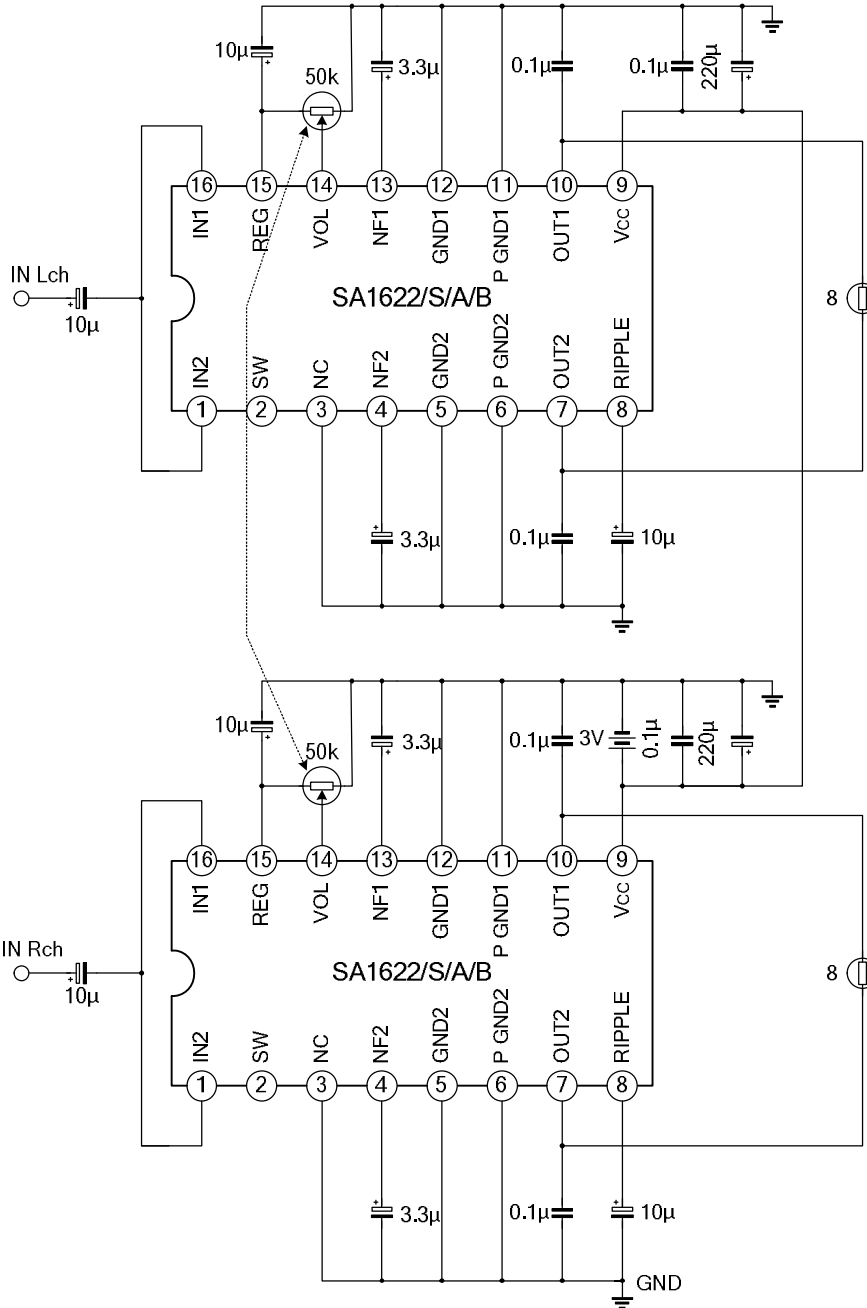 10μ
50k
3.3μ
0.1μ
0.1μ
220μ
16
15
14
13
12
11
10
9
IN1
REG
VOL
NF1
GND1
P GND1
OUT1
Vcc
IN Lch
10μ
SA1622/S/A/B
8
IN2
SW
NC
NF2
GND2
P GND2
OUT2
RIPPLE
1
2
3
4
5
6
7
8
3.3μ
0.1μ
10μ
10μ
50k
3.3μ
0.1μ
3V
0.1μ
220μ
16
15
14
13
12
11
10
9
IN1
REG
VOL
NF1
GND1
P GND1
OUT1
Vcc
IN Rch
10μ
SA1622/S/A/B
8
IN2
SW
NC
NF2
GND2
P GND2
OUT2
RIPPLE
1
2
3
4
5
6
7
8
3.3μ
0.1μ
10μ
GND